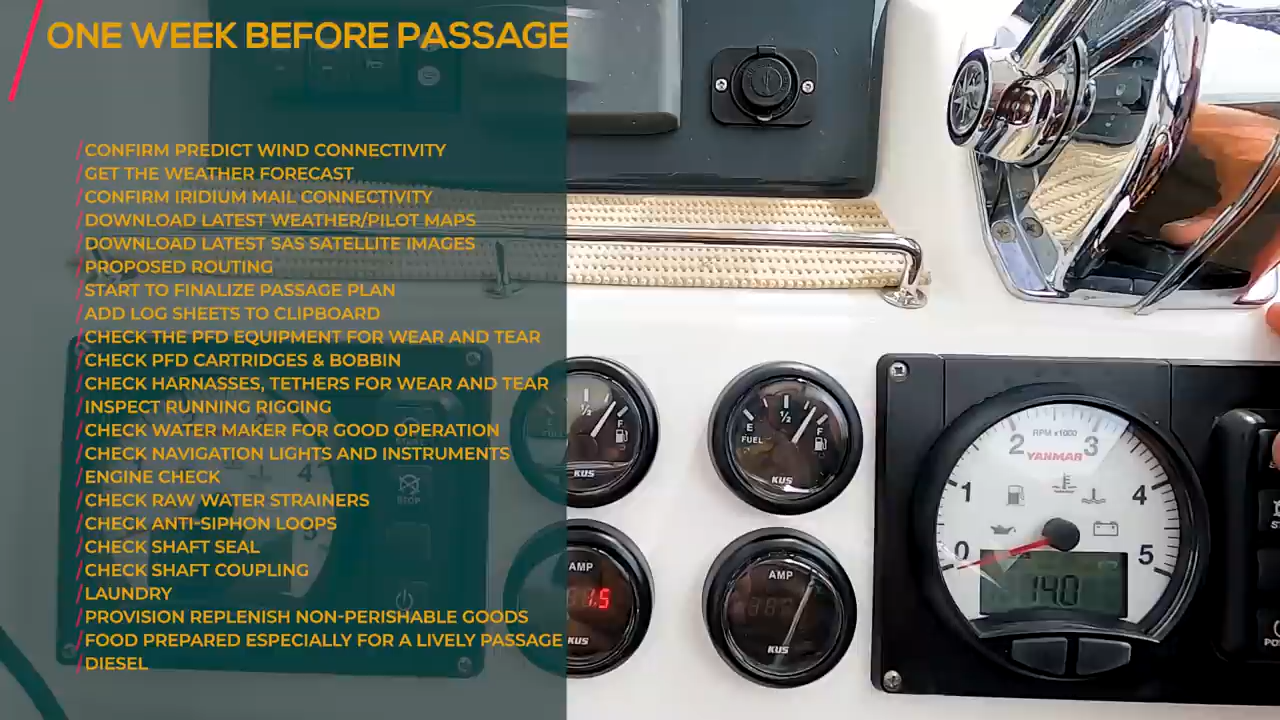 ONE WEEK BEFORE PASSAGE
CONFIRM PREDICT WIND CONNECTIVITY
GET THE WEATHER FORECAST
CONFIRM IRIDIUM MAIL CONNECTIVITY
DOWNLOAD LATEST WEATHER/PILOT MAPS
DOWNLOAD LATEST SAS SATELLITE IMAGES
PROPOSED ROUTING
START TO FINALIZE PASSAGE PLAN
ADD LOG SHEETS TO CLIPBOARD
CHECK THE PFD EQUIPMENT FOR WEAR AND TEAR
CHECK PFD CARTRIDGES & BOBBIN
CHECK HARNASSES, TETHERS FOR WEAR AND TEAR
INSPECT RUNNING RIGGING
CHECK WATER MAKER FOR GOOD OPERATION
CHECK NAVIGATION LIGHTS AND INSTRUMENTS
ENGINE CHECK
CHECK RAW WATER STRAINERS
CHECK ANTI-SIPHON LOOPS
CHECK SHAFT SEAL
CHECK SHAFT COUPLING
LAUNDRY
PROVISION REPLENISH NON-PERISHABLE GOODS
FOOD PREPARED ESPECIALLY FOR A LIVELY PASSAGE
DIESEL
4
5
STOP
1/2
F
KUS
AMP
1.5
KUS
E
1/2
F
FUEL
KUS
AMP
KUS
RPM x1000
YANMAR
0
1
2
3
4
5
140